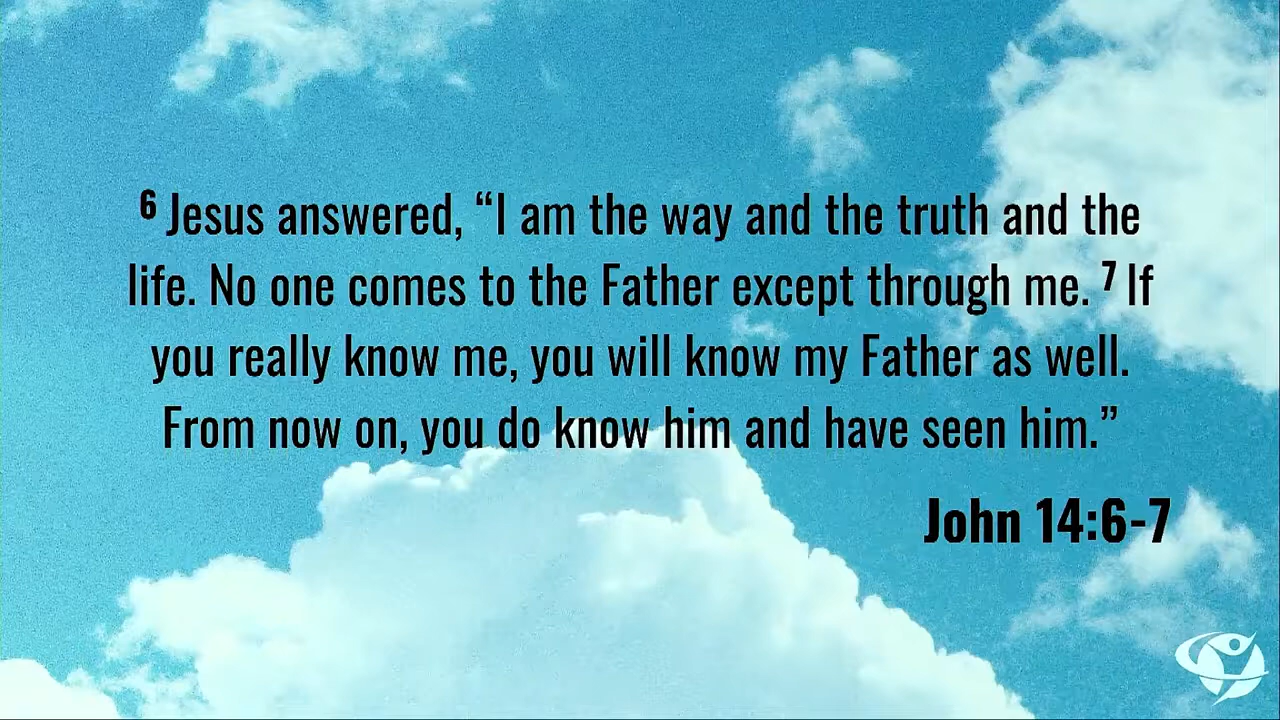 6 Jesus answered, “I am the way and the truth and the
life. No one comes to the Father except through me. 7 If
you really know me, you will know my Father as well.
From now on, you do know him and have seen him.”
John 14:6-7